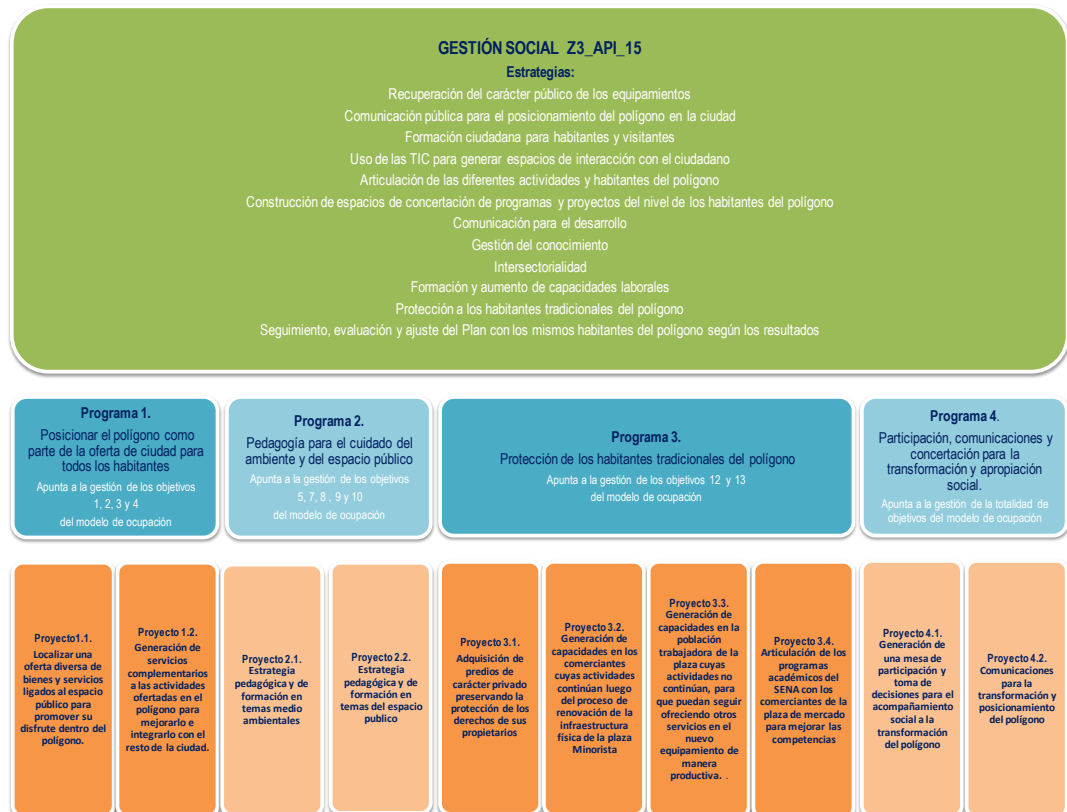 GESTIÓN SOCIAL Z3_API_15
Estrategias:
Recuperación del carácter público de los equipamientos
Comunicación pública para el posicionamiento del polígono en la ciudad
Formación ciudadana para habitantes y visitantes
Uso de las TIC para generar espacios de interacción con el ciudadano
Articulación de las diferentes actividades y habitantes del polígono
Construcción de espacios de concertación de programas y proyectos del nivel de los habitantes del polígono
Comunicación para el desarrollo
Gestión del conocimiento
Intersectorialidad
Formación y aumento de capacidades laborales
Protección a los habitantes tradicionales del polígono
Seguimiento, evaluación y ajuste del Plan con los mismos habitantes del polígono según los resultados
Programa 1.
Posicionar el polígono como
parte de la oferta de ciudad para
todos los habitantes
Apunta a la gestión de los objetivos
1, 2, 3 y 4
del modelo de ocupación
Programa 2.
Pedagogía para el cuidado del
ambiente y del espacio público
Apunta a la gestión de los objetivos
5, 7, 8 , 9 y 10
del modelo de ocupación
Programa 3.
Protección de los habitantes tradicionales del polígono
Apunta a la gestión de los objetivos 12 y 13
del modelo de ocupación
Programa 4.
Participación, comunicaciones y
concertación para la
transformación y apropiación
social.
Apunta a la gestión de la totalidad de
objetivos del modelo de ocupación
Proyecto1.1.
Localizar una
oferta diversa de
bienes y servicios
ligados al espacio
público para
promover su
disfrute dentro del
polígono.
Proyecto 1.2.
Generación de
servicios
complementarios
a las actividades
ofertadas en el
polígono para
mejorarlo e
integrarlo con el
resto de la ciudad.
Proyecto 2.1.
Estrategia
pedagógica y de
formación en
temas medio
ambientales
Proyecto 2.2.
Estrategia
pedagógica y de
formación en
temas del espacio
publico
Proyecto 3.1.
Adquisición de
predios de
carácter privado
preservando la
protección de los
derechos de sus
propietarios
Proyecto 3.2.
Generación de
capacidades en los
comerciantes
cuyas actividades
continúan luego
del proceso de
renovación de la
infraestructura
física de la plaza
Minorista
Proyecto 3.3.
Generación de
capacidades en la
población
trabajadora de la
plaza cuyas
actividades no
continúan, para
que puedan seguir
ofreciendo otros
servicios en el
nuevo
equipamiento de
manera
productiva. .
Proyecto 3.4.
Articulación de los
programas
académicos del
SENA con los
comerciantes de la
plaza de mercado
para mejorar las
competencias
Proyecto 4.1.
Generación de
una mesa de
participación y
toma de
decisiones para el
acompañamiento
social a la
transformación
del polígono
Proyecto 4.2.
Comunicaciones
para la
transformación y
posicionamiento
del polígono